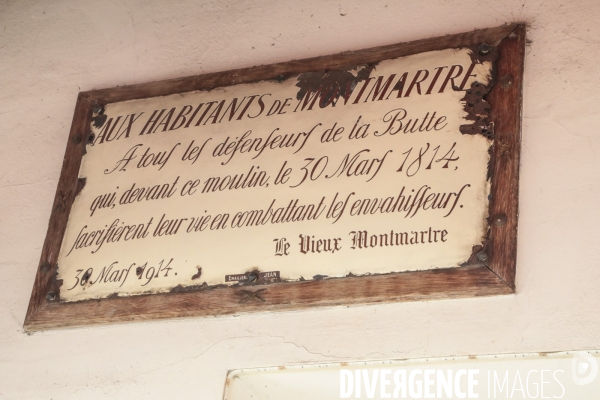 AUX HABITANTS DE MONTMARTRE
A touſ leſ défenſeurſ de la Butte
qui, devant ce moulin, le 30 Marſ 1814,
sacrifièrent leur vie en combattant leſ envahiſſeurſ.
Le Vieux Montmartre
30 Marſ 1914.
JEAN
DIVERGENCE IMAGES